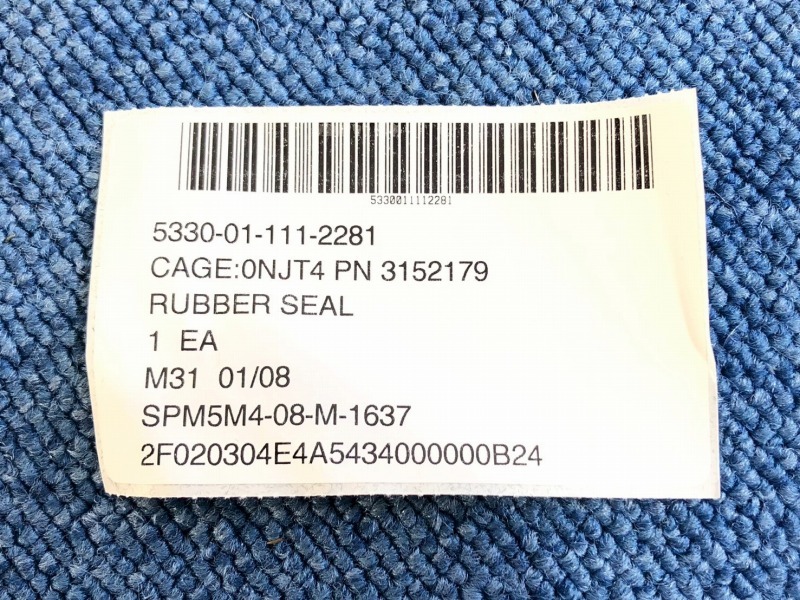 5330011112281
5330-01-111-2281
CAGE:0NJT4 PN 3152179
RUBBER SEAL
1 EA
M31 01/08
SPM5M4-08-M-1637
2F020304E4A5434000000B24